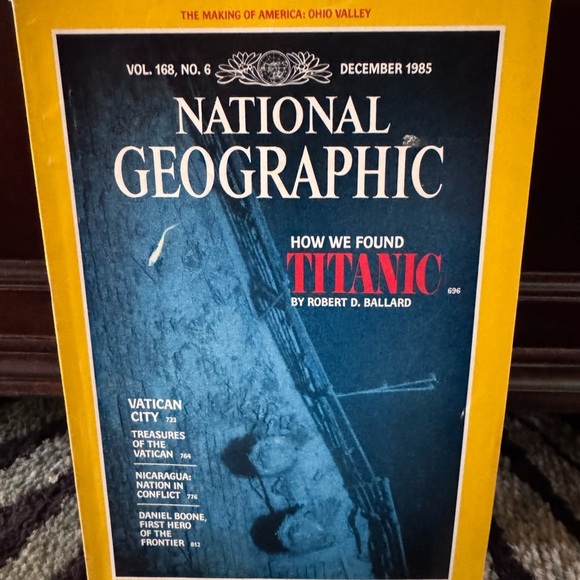 THE MAKING OF AMERICA: OHIO VALLEY
VOL. 168, NO. 6
DECEMBER 1985
NATIONAL
GEOGRAPHIC
HOW WE FOUND
TITANIC 696
BY ROBERT D. BALLARD
VATICAN
CITY 723
TREASURES
OF THE
VATICAN 764
NICARAGUA:
NATION IN
CONFLICT 776
DANIEL BOONE,
FIRST HERO
OF THE
FRONTIER 812